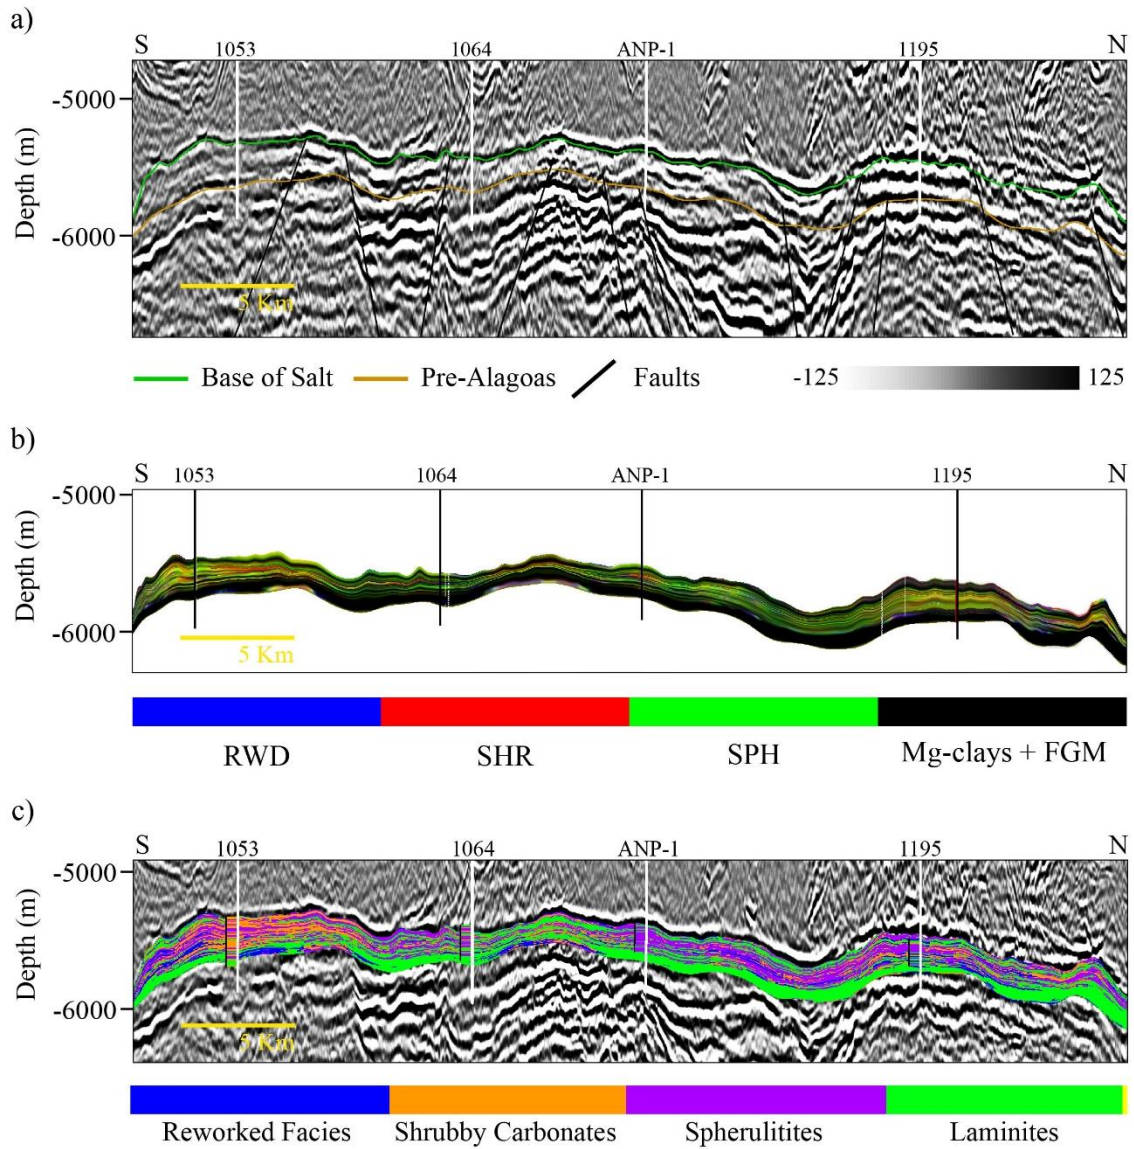 a)
S 1053 1064 ANP-1 1195 N
Depth (m)
-5000
-6000
5 Km
Base of Salt Pre-Alagoas Faults -125 125
b)
S 1053 1064 ANP-1 1195 N
Depth (m)
-5000
-6000
5 Km
RWD SHR SPH Mg-clays + FGM
c)
S 1053 1064 ANP-1 1195 N
Depth (m)
-5000
-6000
5 Km
Reworked Facies Shrubby Carbonates Spherulitites Laminites